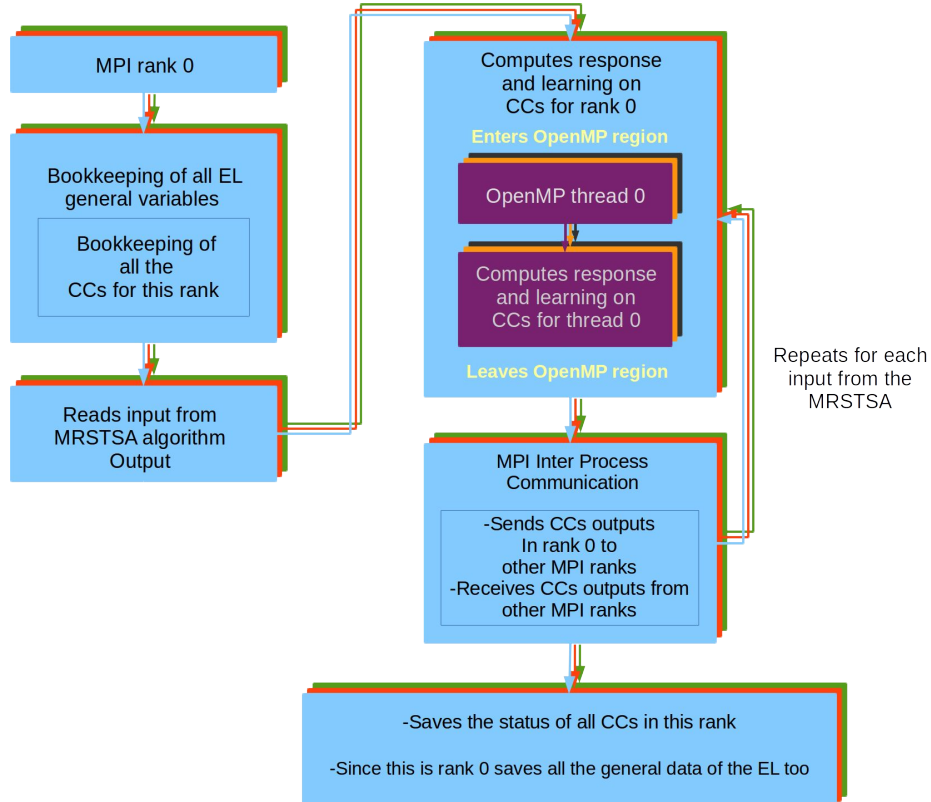 MPI rank 0
Bookkeeping of all EL
general variables
Bookkeeping of
all the
CCs for this rank
Reads input from
MRSTSA algorithm
Output
Computes response
and learning on
CCs for rank 0
Enters OpenMP region
OpenMP thread 0
Computes response
and learning on
CCs for thread 0
Leaves OpenMP region
Repeats for each
input from the
MRSTSA
MPI Inter Process
Communication
-Sends CCs outputs
In rank 0 to
other MPI ranks
-Receives CCs outputs from
other MPI ranks
-Saves the status of all CCs in this rank
-Since this is rank 0 saves all the general data of the EL too